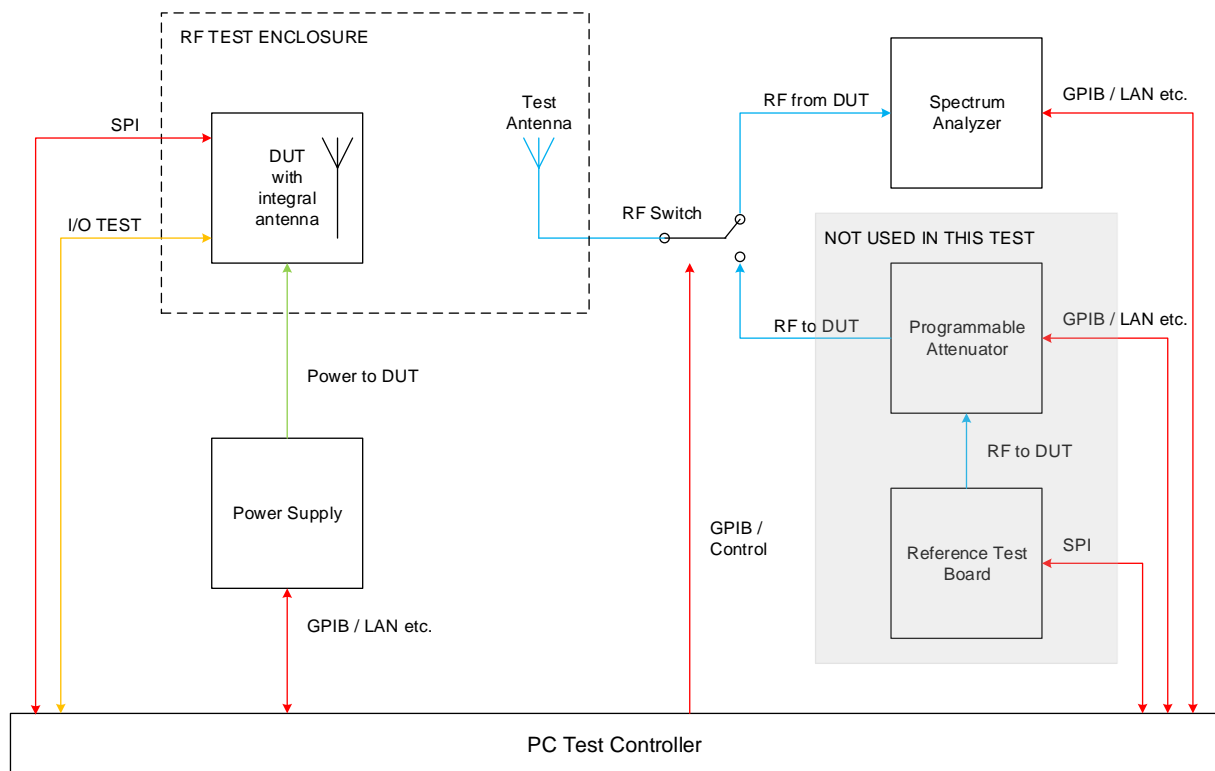 RF TEST ENCLOSURE
SPI
I/O TEST
DUT
with
integral
antenna
Test
Antenna
RF Switch
RF from DUT
Spectrum
Analyzer
GPIB / LAN etc.
NOT USED IN THIS TEST
RF to DUT
Programmable
Attenuator
GPIB / LAN etc.
RF to DUT
Reference Test
Board
SPI
Power to DUT
Power Supply
GPIB / LAN etc.
GPIB /
Control
PC Test Controller